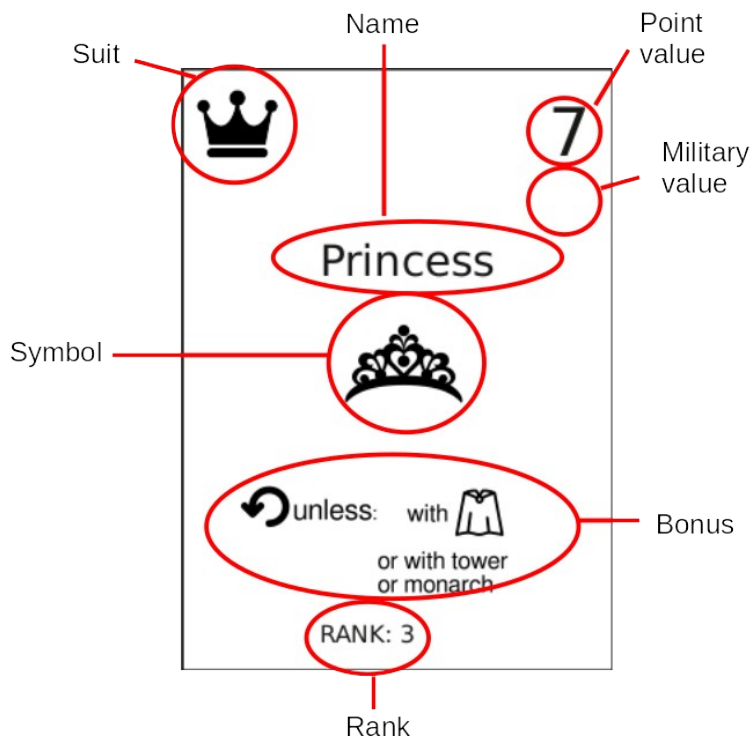 Name
Point
value
Suit
7
Military
value
Princess
Symbol
unless: with
or with tower
or monarch
Bonus
RANK: 3
Rank